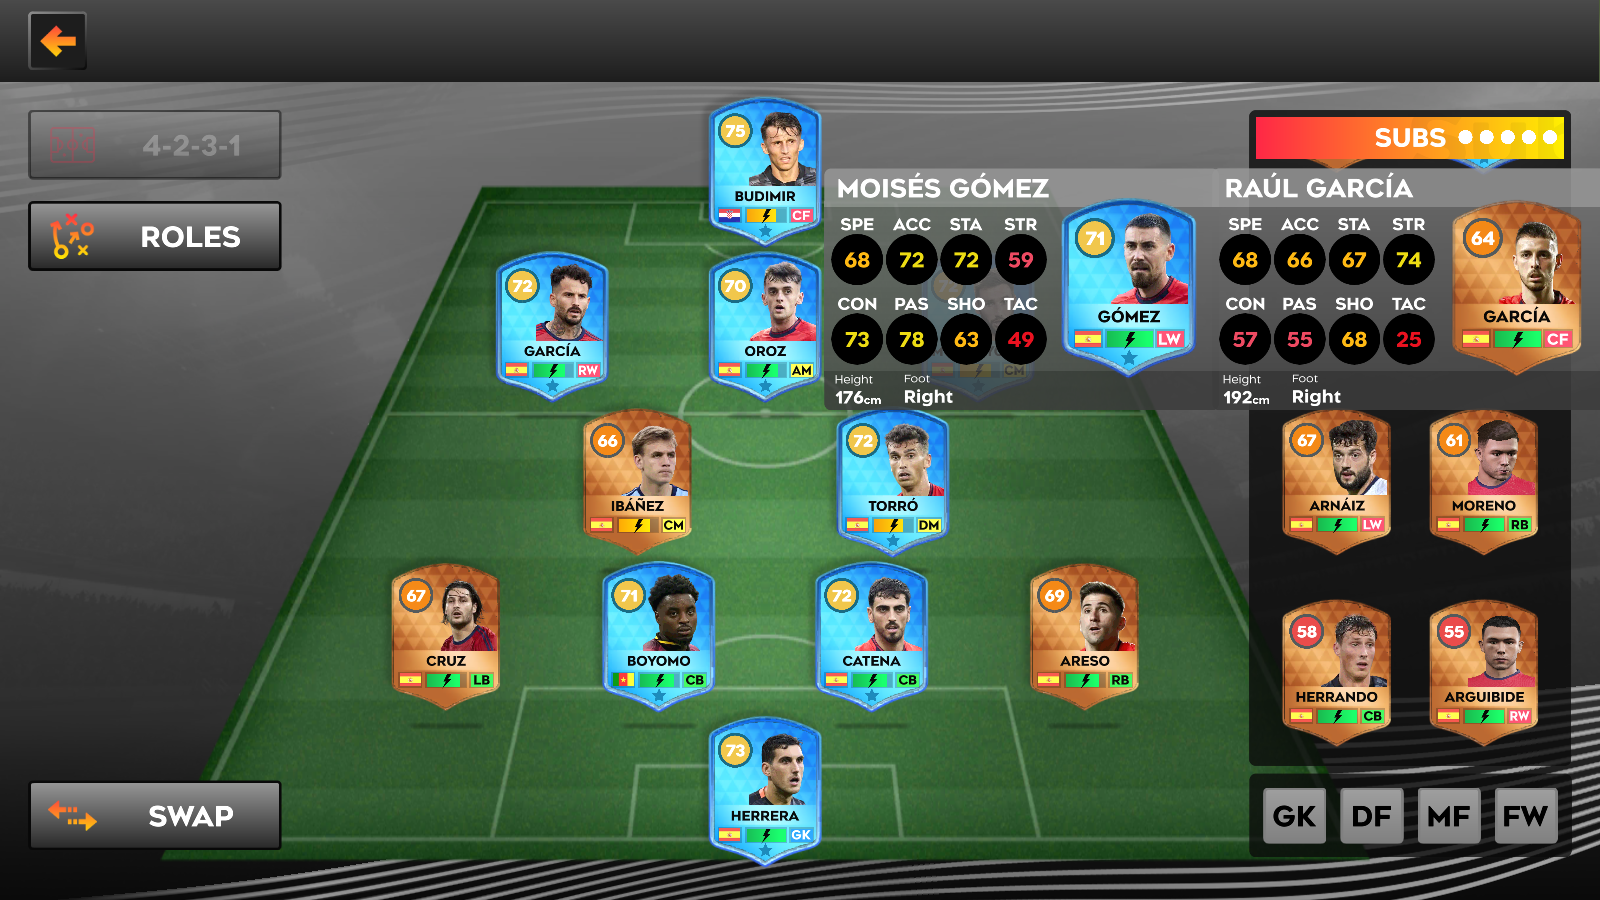 4-2-3-1
ROLES
SWAP
SUBS
75
BUDIMIR
CF
72
GARCÍA
RW
70
OROZ
AM
MOISÉS GÓMEZ
SPE ACC STA STR
68 72 72 59
CON PAS SHO TAC
73 78 63 49
Height Foot
176cm Right
71
GÓMEZ
LW
CM
RAÚL GARCÍA
SPE ACC STA STR
68 66 67 74
CON PAS SHO TAC
57 55 68 25
Height Foot
192cm Right
64
GARCÍA
CF
66
IBÁÑEZ
CM
72
TORRÓ
DM
67
ARNÁIZ
LW
61
MORENO
RB
67
CRUZ
LB
71
BOYOMO
CB
72
CATENA
CB
69
ARESO
RB
58
HERRANDO
CB
55
ARGUIBIDE
RW
73
HERRERA
GK
GK DF MF FW